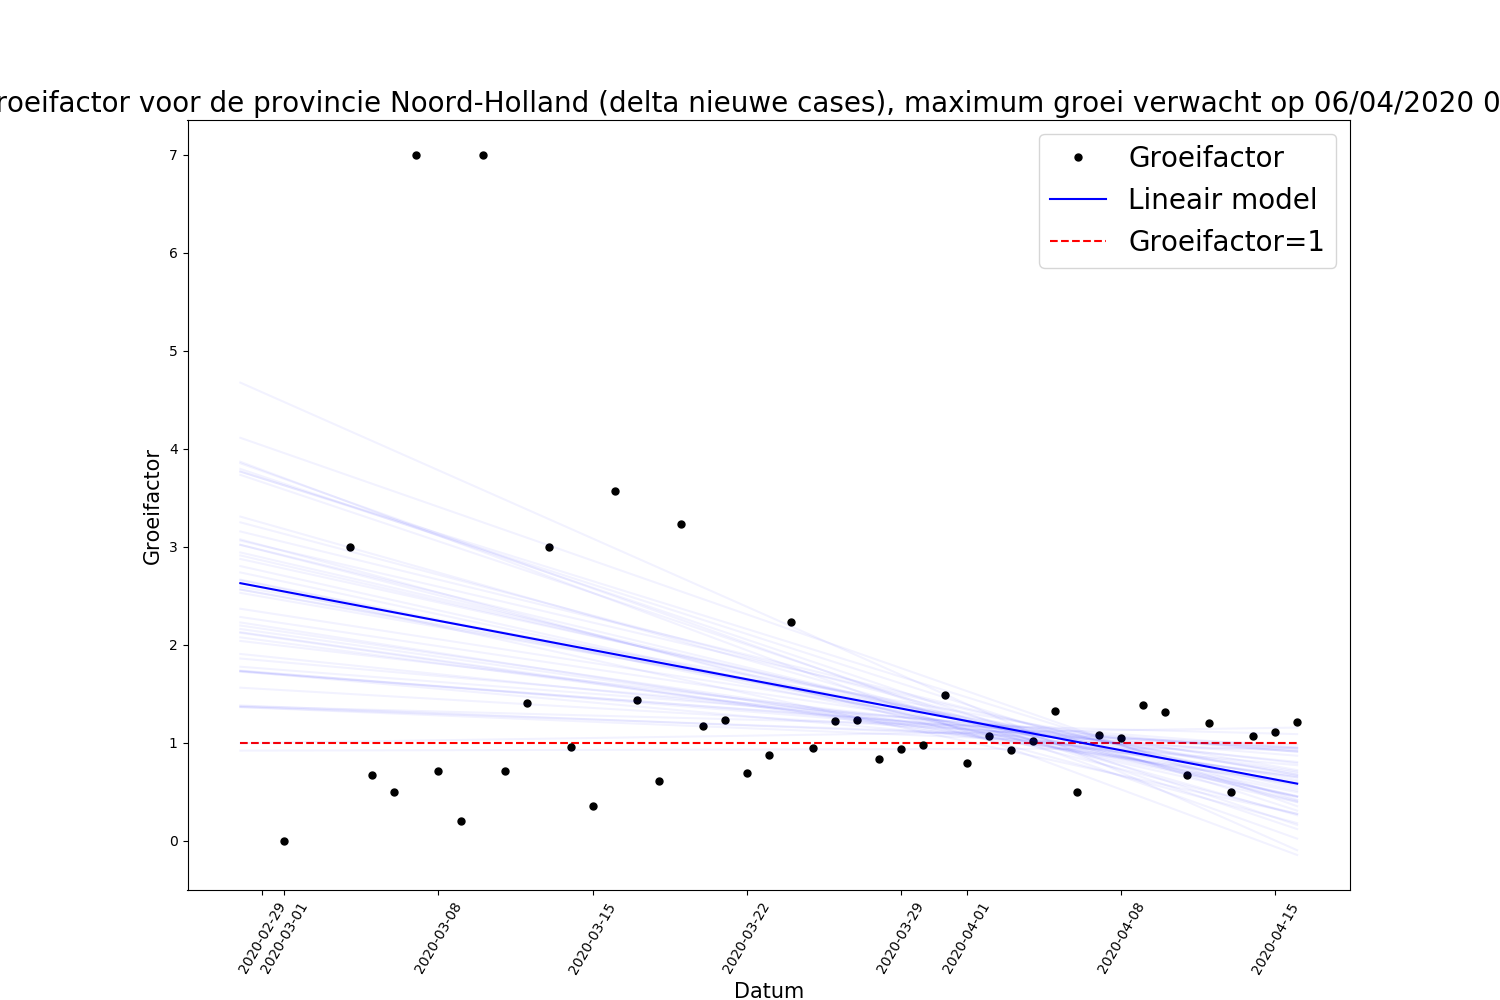 roeifactor voor de provincie Noord-Holland (delta nieuwe cases), maximum groei verwacht op 06/04/2020 0
Groeifactor
Lineair model
Groeifactor=1
7
6
5
4
3
2
1
0
Groeifactor
2020-02-29
2020-03-01
2020-03-08
2020-03-15
2020-03-22
2020-03-29
2020-04-01
2020-04-08
2020-04-15
Datum